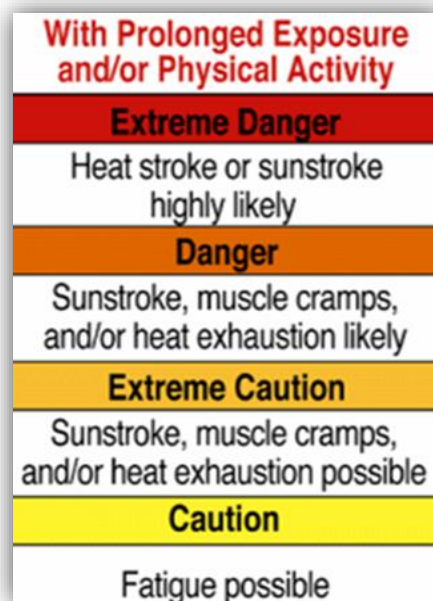 With Prolonged Exposure
and/or Physical Activity
Extreme Danger
Heat stroke or sunstroke
highly likely
Danger
Sunstroke, muscle cramps,
and/or heat exhaustion likely
Extreme Caution
Sunstroke, muscle cramps,
and/or heat exhaustion possible
Caution
Fatigue possible